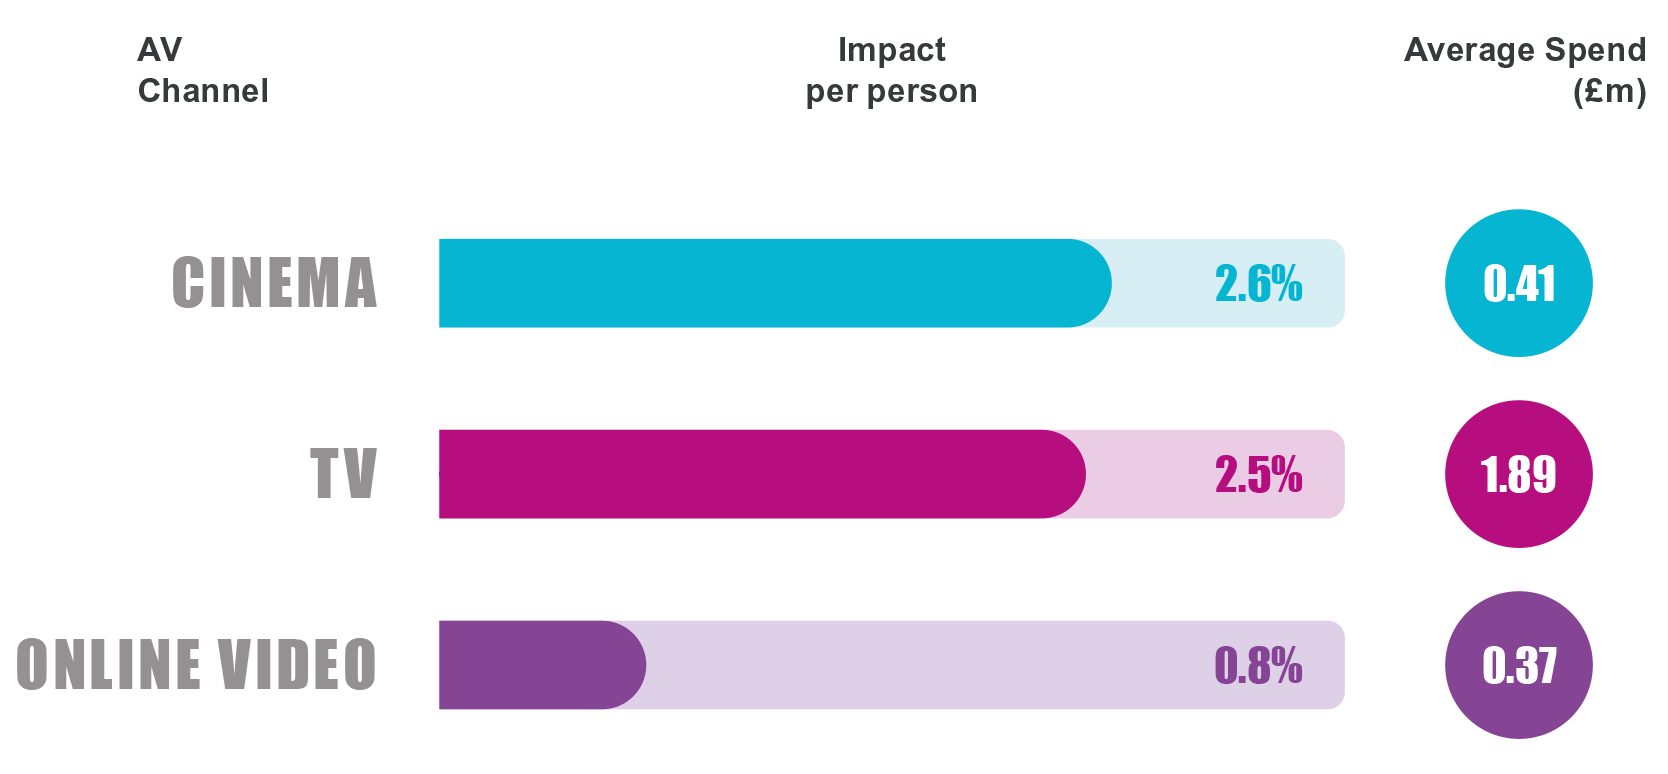 AV
Channel
Impact
per person
Average Spend
(£m)
CINEMA
2.6%
0.41
TV
2.5%
1.89
ONLINE VIDEO
0.8%
0.37